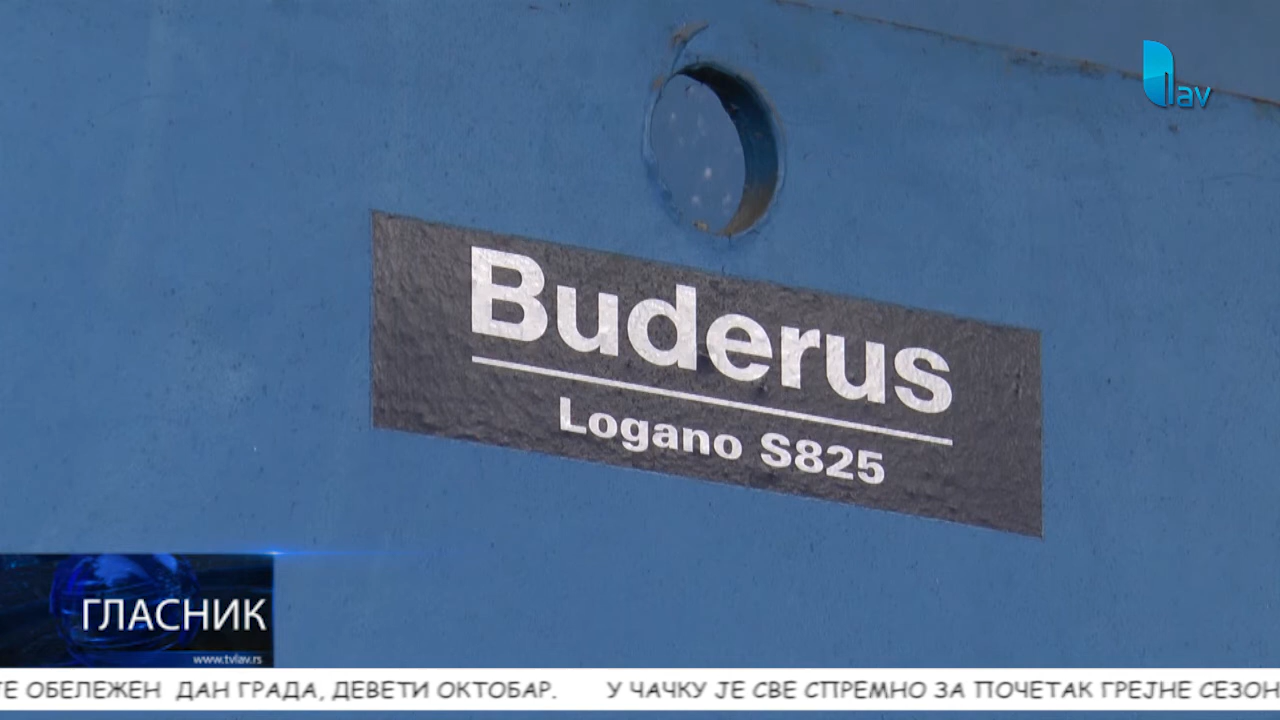 lav
Buderus
Logano S825
ГЛАСНИК
www.tvlav.rs
ОБЕЛЕЖЕН ДАН ГРАДА, ДЕВЕТИ ОКТОБАР. У ЧАЧКУ ЈЕ СВЕ СПРЕМНО ЗА ПОЧЕТАК ГРЕЈНЕ СЕЗОН